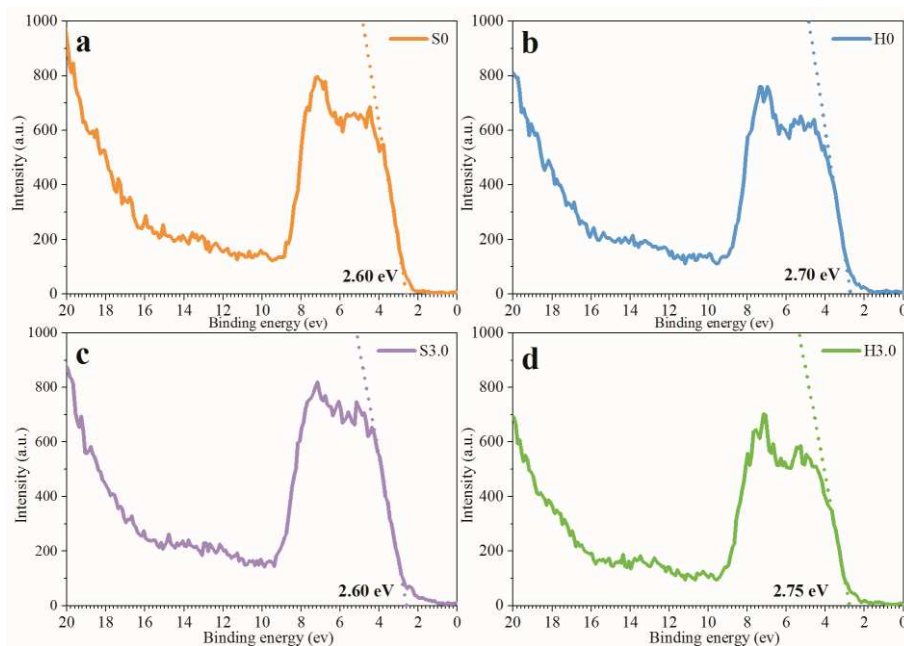 a
S0
1000
800
600
400
200
0
Intensity (a.u.)
2.60 eV
20 18 16 14 12 10 8 6 4 2 0
Binding energy (ev)
b
H0
1000
800
600
400
200
0
Intensity (a.u.)
2.70 eV
20 18 16 14 12 10 8 6 4 2 0
Binding energy (ev)
c
S3.0
1000
800
600
400
200
0
Intensity (a.u.)
2.60 eV
20 18 16 14 12 10 8 6 4 2 0
Binding energy (ev)
d
H3.0
1000
800
600
400
200
0
Intensity (a.u.)
2.75 eV
20 18 16 14 12 10 8 6 4 2 0
Binding energy (ev)